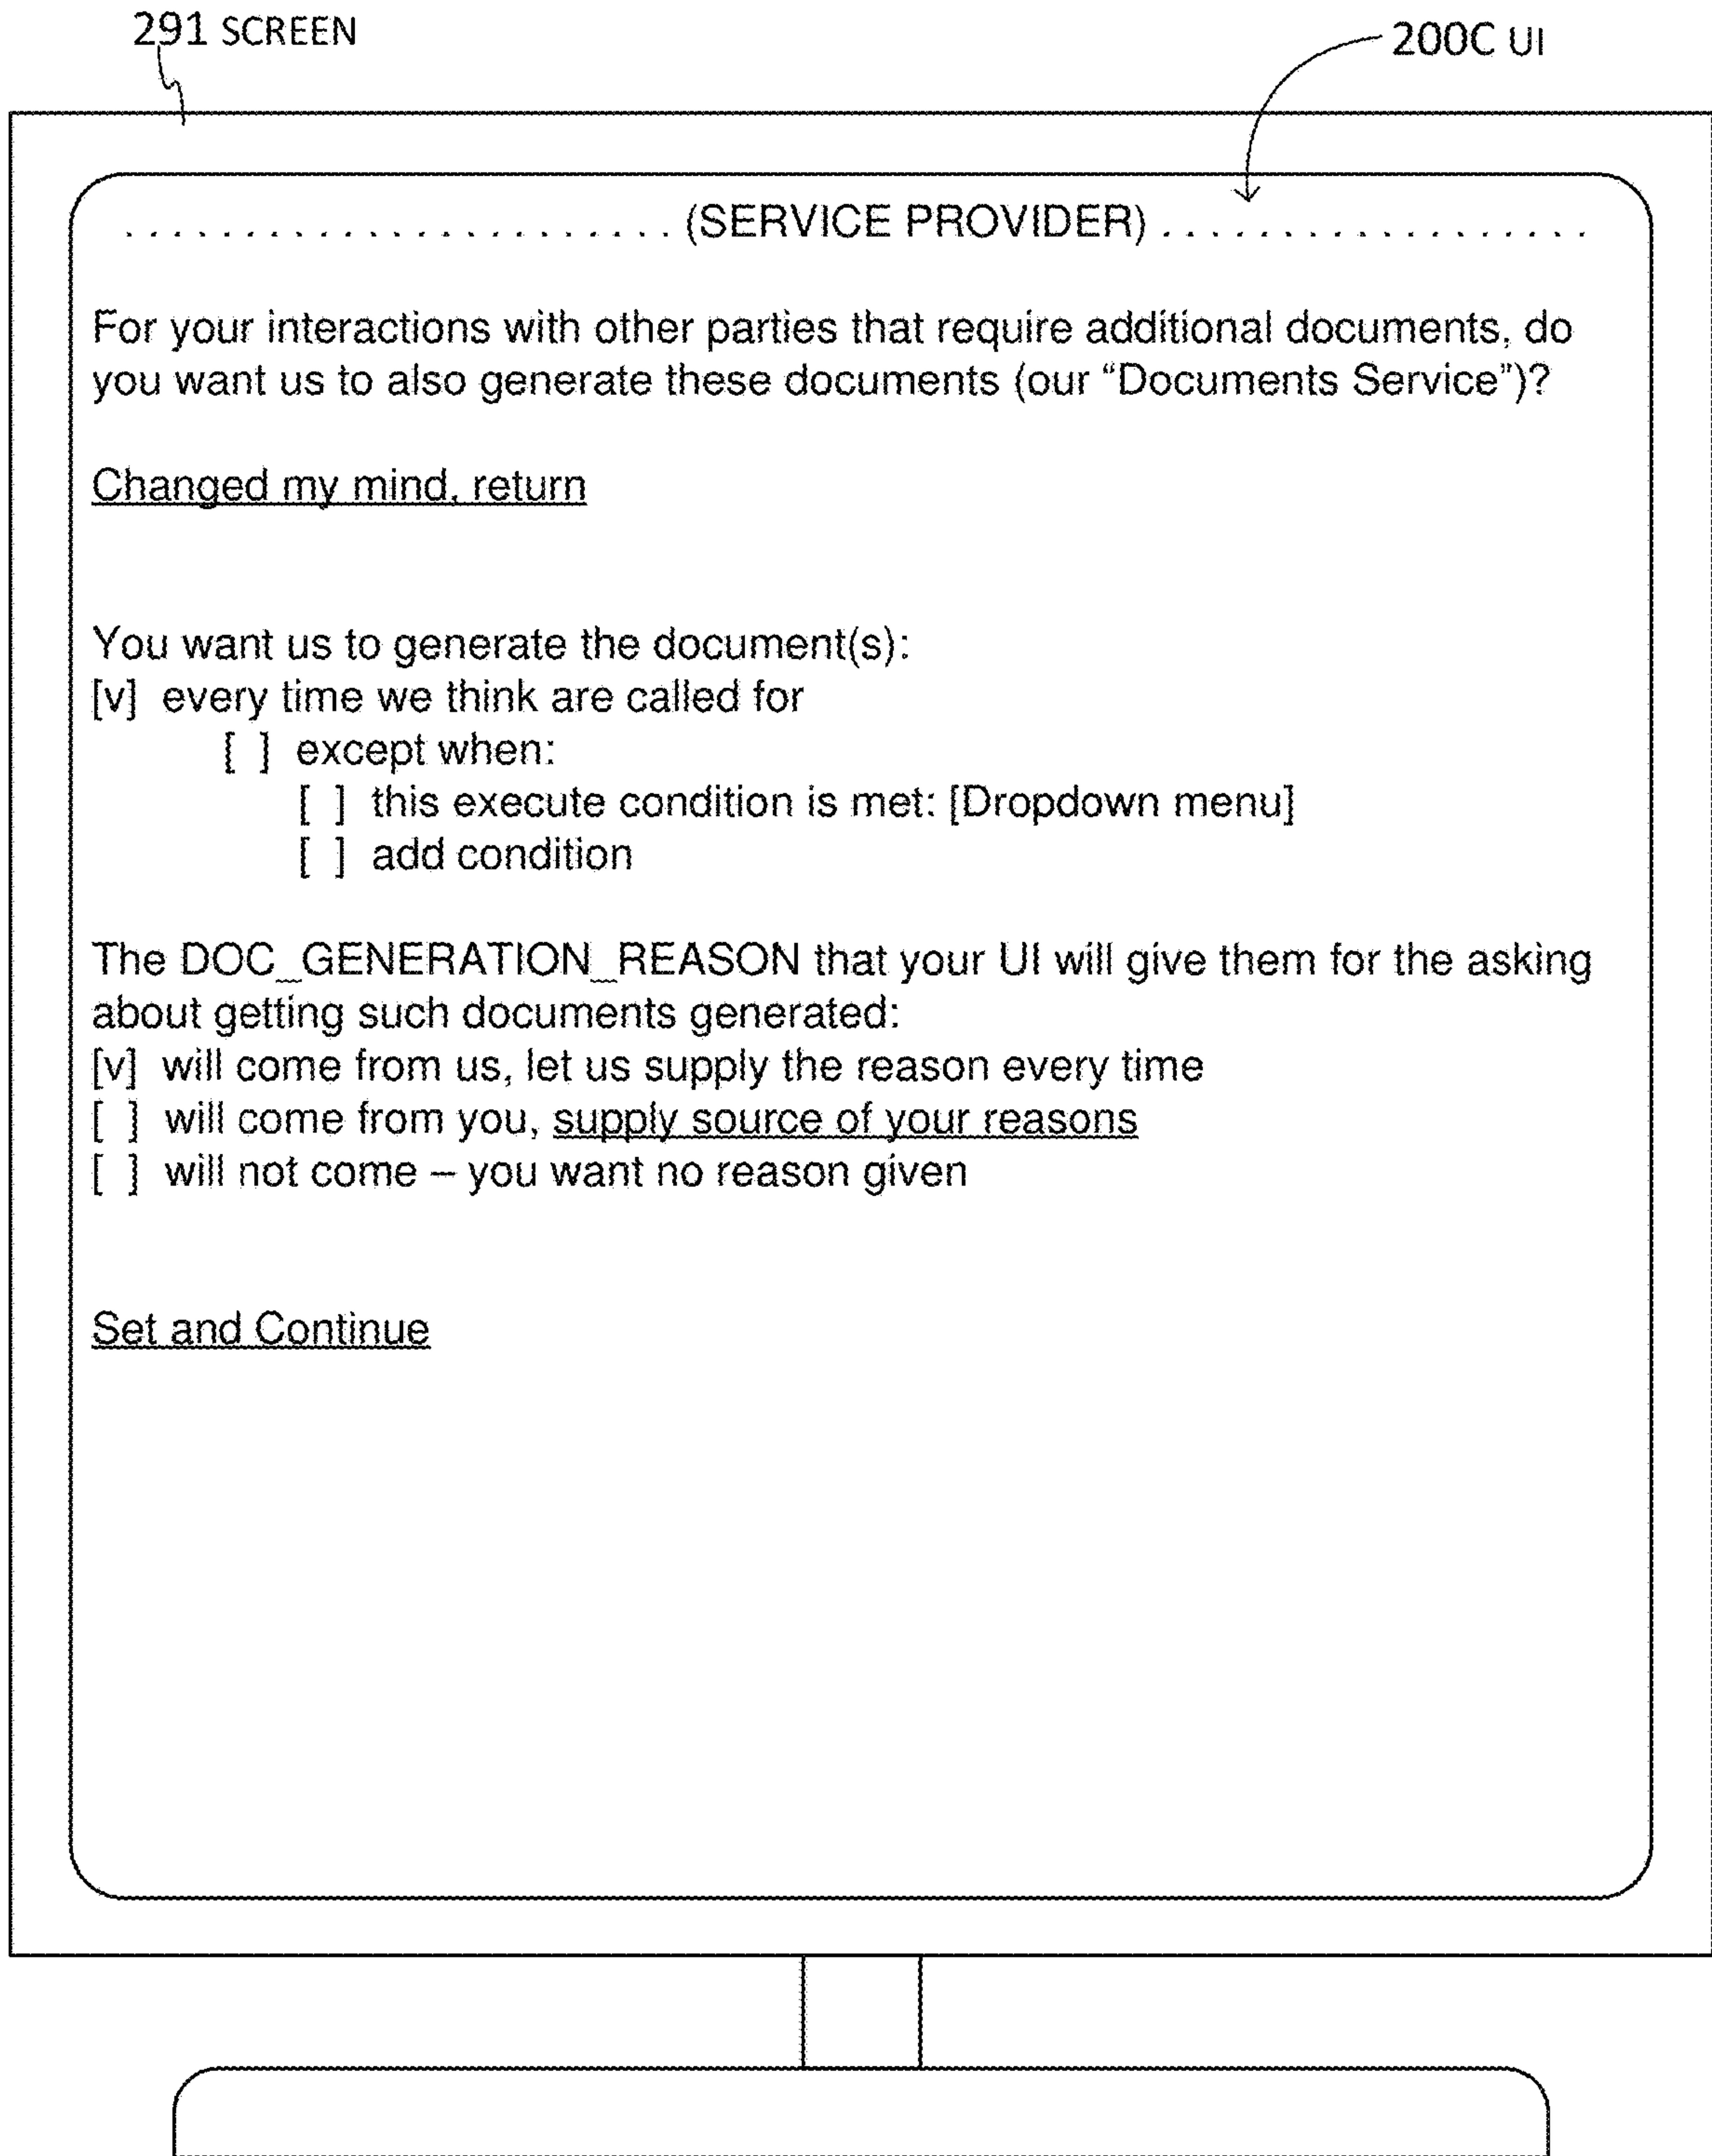 291 SCREEN
200C UI
. . . . . . . . . . . . . . . . . . . . . . . (SERVICE PROVIDER) . . . . . . . . . . . . . . . . . .
For your interactions with other parties that require additional documents, do
you want us to also generate these documents (our “Documents Service”)?
Changed my mind, return
You want us to generate the document(s):
[v] every time we think are called for
[ ] except when:
[ ] this execute condition is met: [Dropdown menu]
[ ] add condition
The DOC_GENERATION_REASON that your UI will give them for the asking
about getting such documents generated:
[v] will come from us, let us supply the reason every time
[ ] will come from you, supply source of your reasons
[ ] will not come – you want no reason given
Set and Continue